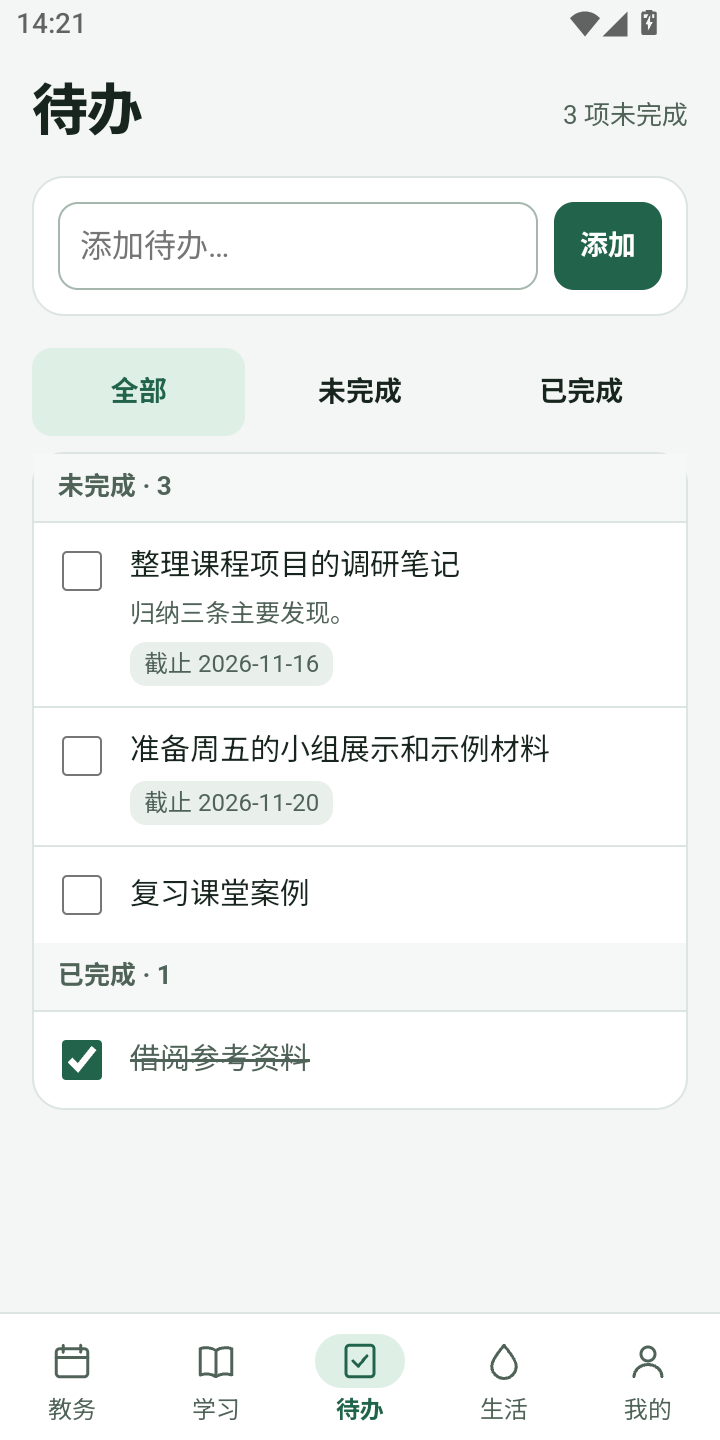 14:21
待办
3 项未完成
添加待办…
添加
全部
未完成
已完成
未完成 · 3
整理课程项目的调研笔记
归纳三条主要发现。
截止 2026-11-16
准备周五的小组展示和示例材料
截止 2026-11-20
复习课堂案例
已完成 · 1
借阅参考资料
教务
学习
待办
生活
我的